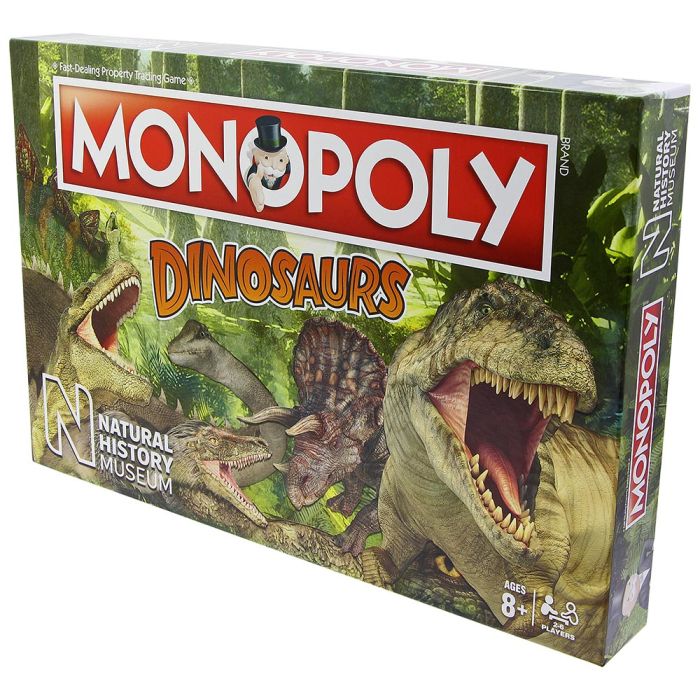 Fast-Dealing Property Trading Game
MONOPOLY
BRAND
DINOSAURS
N NATURAL
HISTORY
MUSEUM
AGES
8+
2-6
PLAYERS
MONOPOLY
N NATURAL
HISTORY
MUSEUM
MONOPOLY